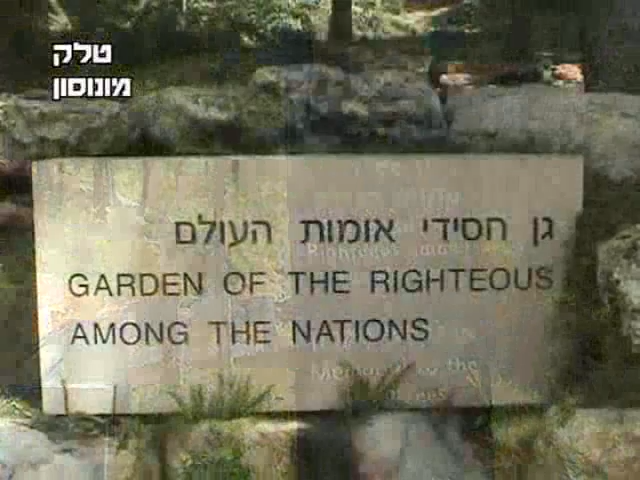 טלק
מונוסון
גן חסידי אומות העולם
GARDEN OF THE RIGHTEOUS
AMONG THE NATIONS